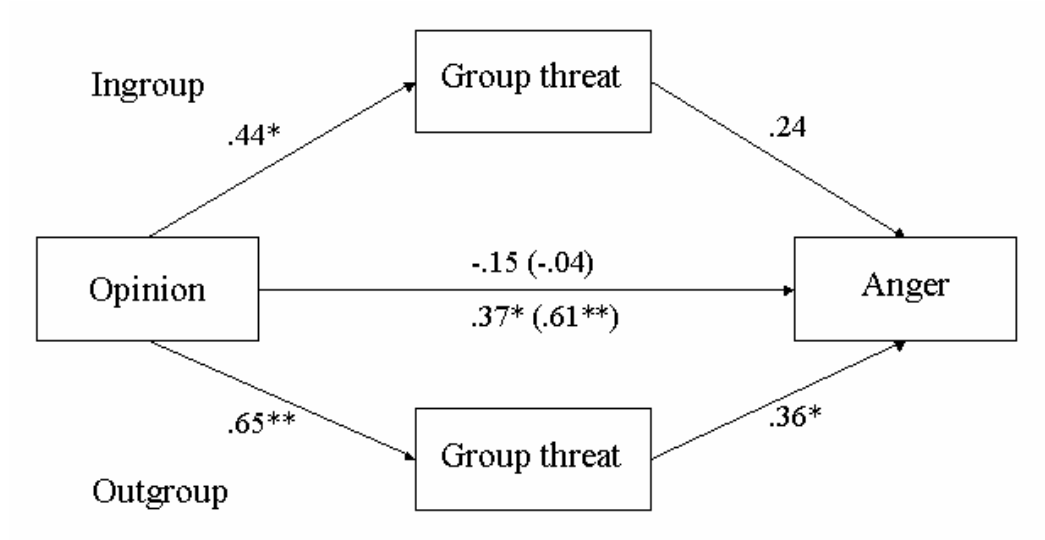 Group threat
Ingroup
.44*
.24
-.15 (-.04)
Opinion
Anger
.37* (.61**)
.65**
.36*
Group threat
Outgroup